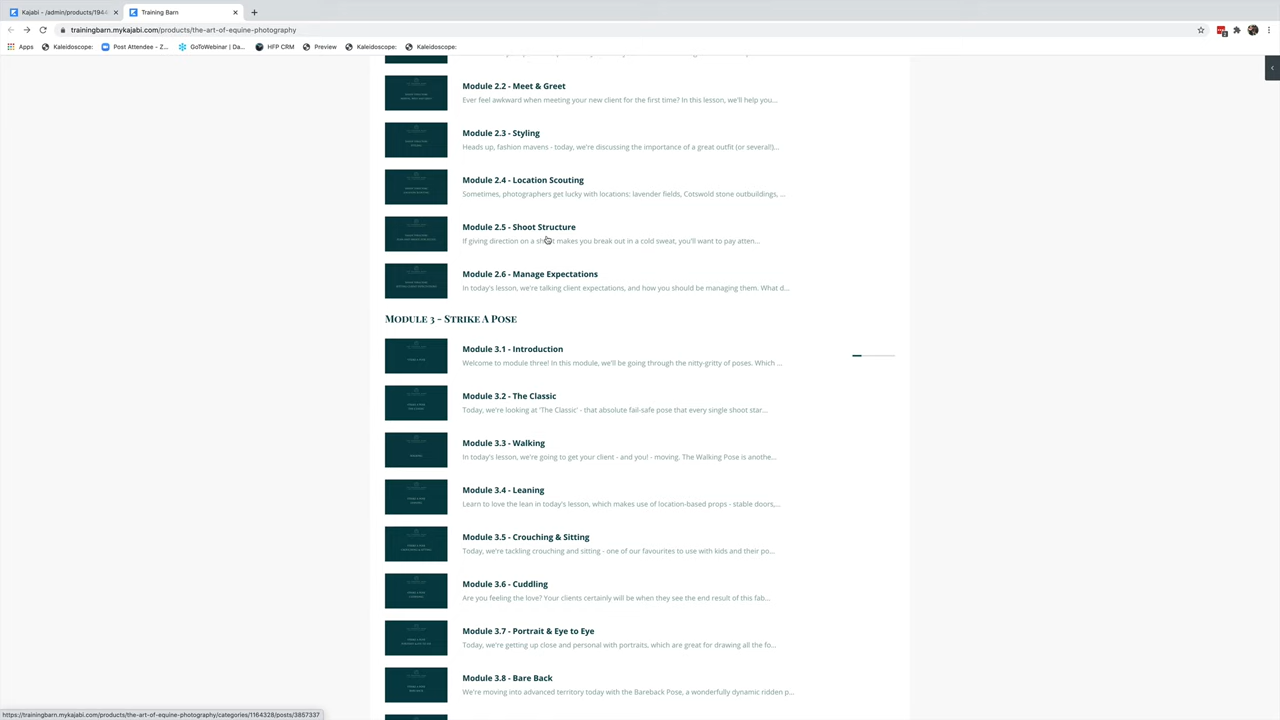 Kajabi - /admin/products/1944
Training Barn
trainingbarn.mykajabi.com/products/the-art-of-equine-photography
Apps
Kaleidoscope:
Post Attendee - Z...
GoToWebinar | Da...
HFP CRM
Preview
Kaleidoscope:
Kaleidoscope:
Module 2.2 - Meet & Greet
Ever feel awkward when meeting your new client for the first time? In this lesson, we'll help you...
Module 2.3 - Styling
Heads up, fashion mavens - today, we're discussing the importance of a great outfit (or several!)...
Module 2.4 - Location Scouting
Sometimes, photographers get lucky with locations: lavender fields, Cotswold stone outbuildings, ...
Module 2.5 - Shoot Structure
If giving direction on a shoot makes you break out in a cold sweat, you'll want to pay atten...
Module 2.6 - Manage Expectations
In today's lesson, we're talking client expectations, and how you should be managing them. What d...
Module 3 - Strike A Pose
Module 3.1 - Introduction
Welcome to module three! In this module, we'll be going through the nitty-gritty of poses. Which ...
Module 3.2 - The Classic
Today, we're looking at 'The Classic' - that absolute fail-safe pose that every single shoot star...
Module 3.3 - Walking
In today's lesson, we're going to get your client - and you! - moving. The Walking Pose is anothe...
Module 3.4 - Leaning
Learn to love the lean in today's lesson, which makes use of location-based props - stable doors,...
Module 3.5 - Crouching & Sitting
Today, we're tackling crouching and sitting - one of our favourites to use with kids and their po...
Module 3.6 - Cuddling
Are you feeling the love? Your clients certainly will be when they see the end result of this fab...
Module 3.7 - Portrait & Eye to Eye
Today, we're getting up close and personal with portraits, which are great for drawing all the fo...
Module 3.8 - Bare Back
We're moving into advanced territory today with the Bareback Pose, a wonderfully dynamic ridden p...
https://trainingbarn.mykajabi.com/products/the-art-of-equine-photography/categories/1164328/posts/3857337